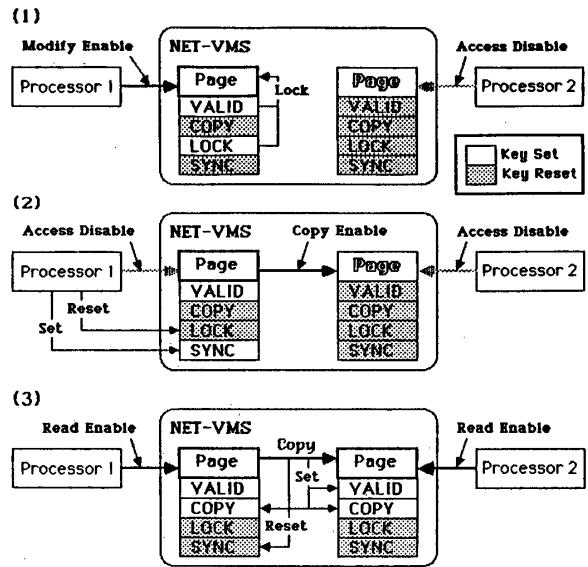 (1)
Modify Enable
NET-VMS
Access Disable
Processor 1
Page
Lock
Page
Processor 2
VALID
VALID
COPY
COPY
LOCK
LOCK
SYNC
SYNC
Key Set
Key Reset
(2)
Access Disable
NET-VMS
Copy Enable
Access Disable
Processor 1
Page
Page
Processor 2
VALID
VALID
Reset
COPY
COPY
Set
LOCK
LOCK
SYNC
SYNC
(3)
Read Enable
NET-VMS
Copy
Read Enable
Processor 1
Page
Page
Processor 2
Set
VALID
VALID
COPY
COPY
LOCK
Reset
LOCK
SYNC
SYNC